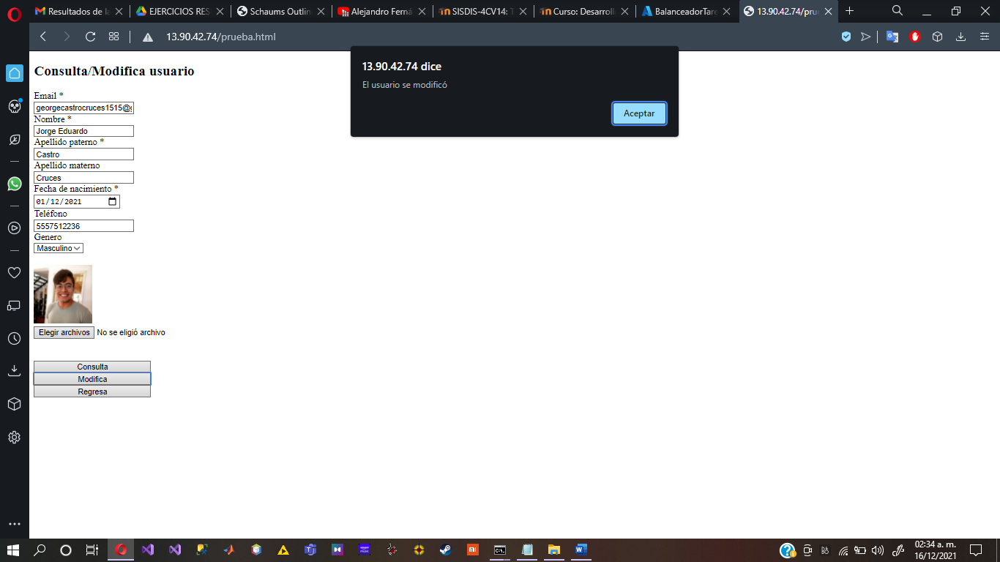 Resultados de la
EJERCICIOS RES
Schaums Outlin
Alejandro Ferná
SISDIS-4CV14: T
Curso: Desarroll
BalanceadorTare
13.90.42.74/pru
13.90.42.74/prueba.html
13.90.42.74 dice
El usuario se modificó
Aceptar
Consulta/Modifica usuario
Email *
georgecastrocruces1515@
Nombre *
Jorge Eduardo
Apellido paterno *
Castro
Apellido materno
Cruces
Fecha de nacimiento *
01/12/2021
Teléfono
5557512236
Genero
Masculino
Elegir archivos No se eligió archivo
Consulta
Modifica
Regresa
02:34 a. m.
16/12/2021